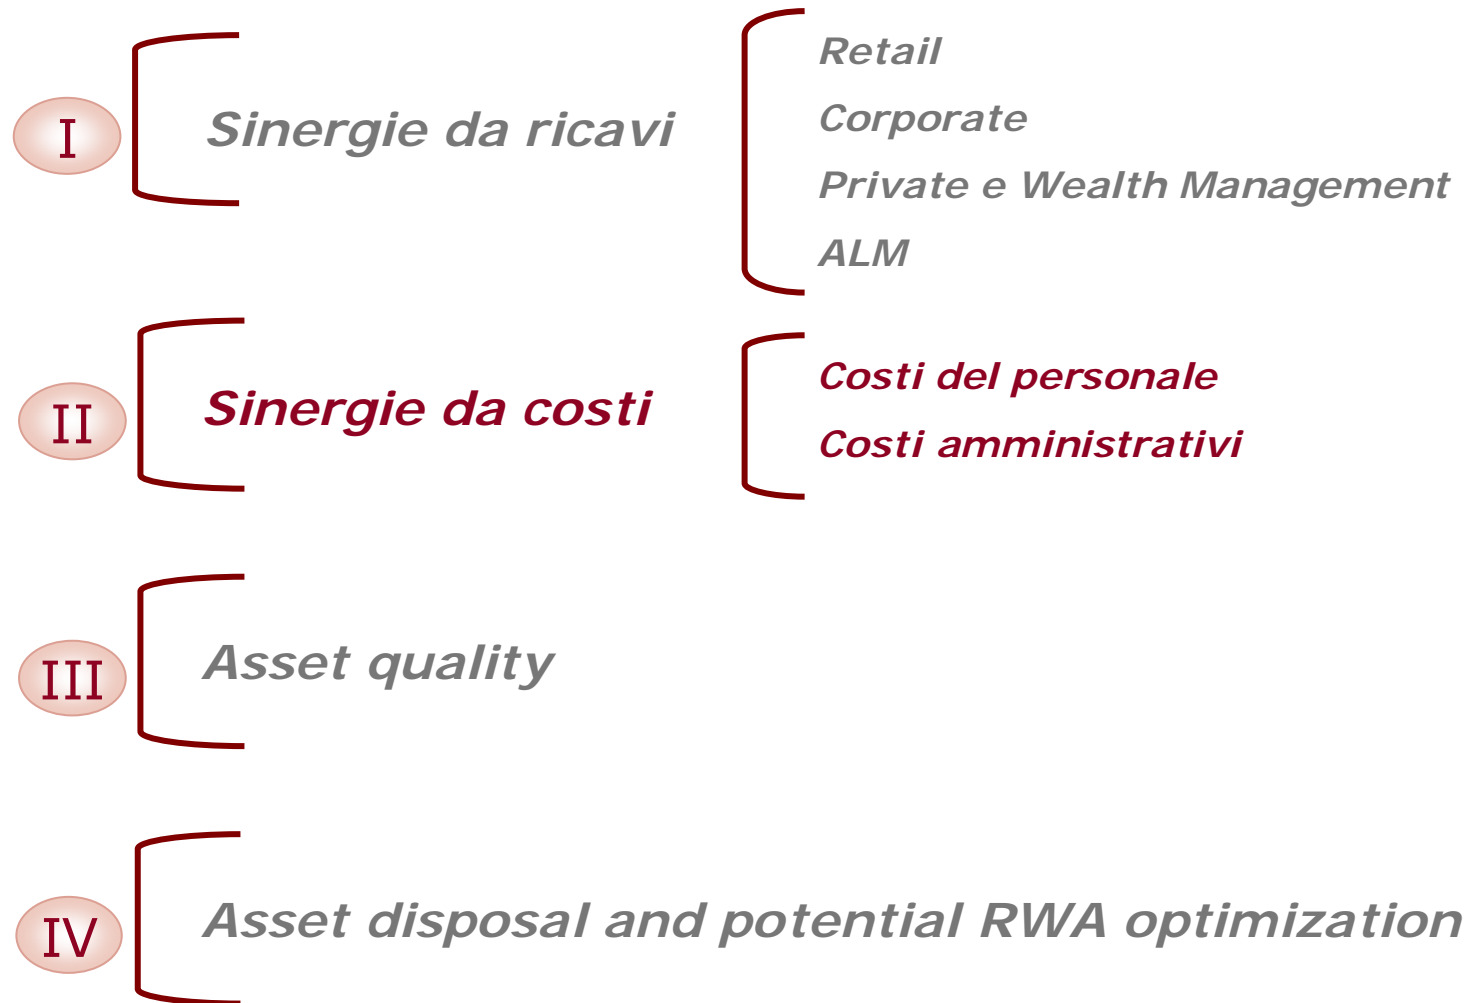 I
Sinergie da ricavi
Retail
Corporate
Private e Wealth Management
ALM
II
Sinergie da costi
Costi del personale
Costi amministrativi
III
Asset quality
IV
Asset disposal and potential RWA optimization